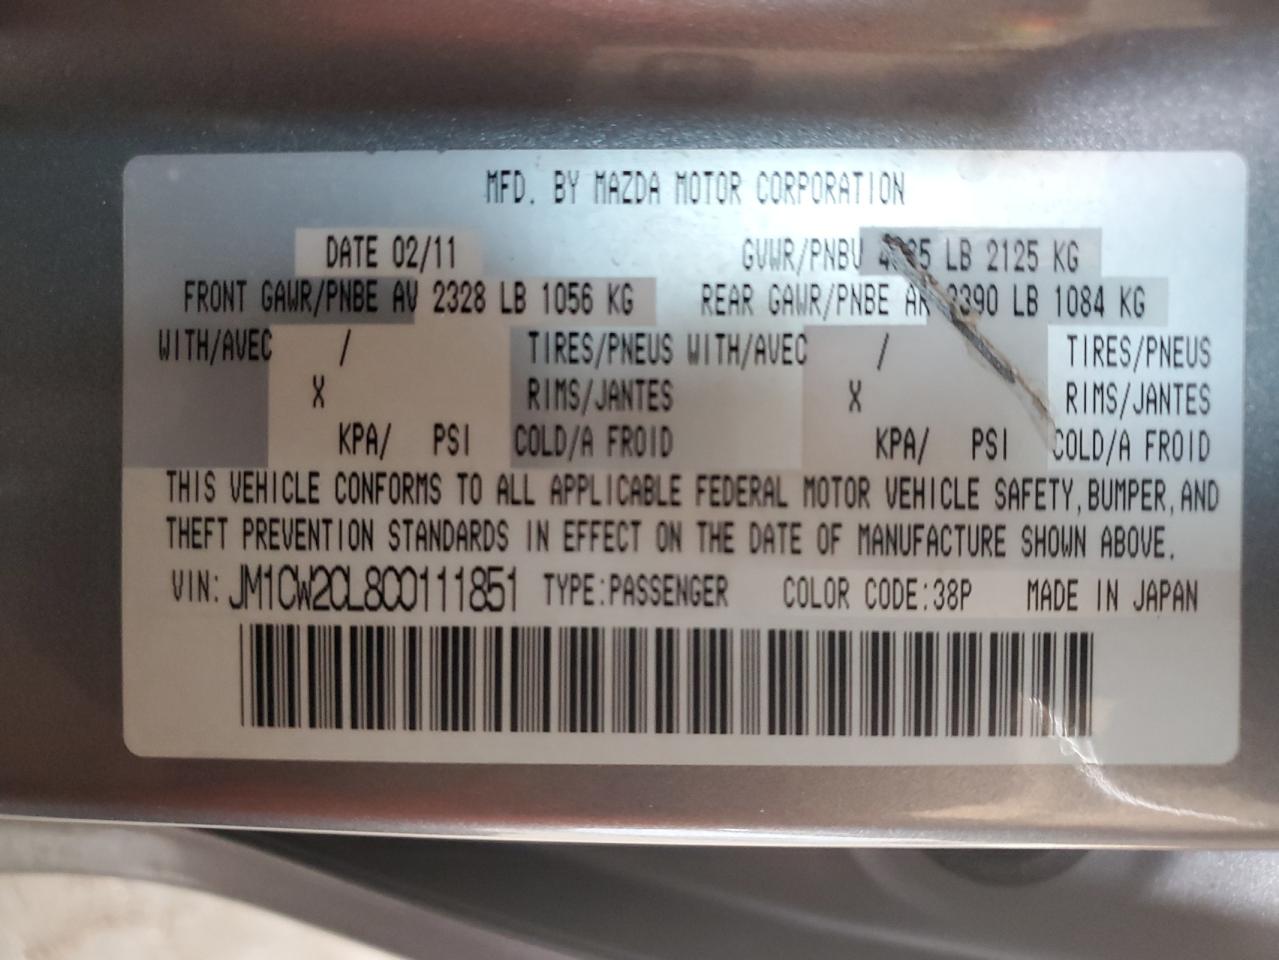 MFD. BY MAZDA MOTOR CORPORATION
DATE 02/11 GVWR/PNBV LB 2125 KG
FRONT GAWR/PNBE AV 2328 LB 1056 KG REAR GAWR/PNBE AR 2390 LB 1084 KG
WITH/AVEC / TIRES/PNEUS WITH/AVEC / TIRES/PNEUS
X RIMS/JANTES X RIMS/JANTES
KPA/ PSI COLD/A FROID KPA/ PSI COLD/A FROID
THIS VEHICLE CONFORMS TO ALL APPLICABLE FEDERAL MOTOR VEHICLE SAFETY, BUMPER, AND
THEFT PREVENTION STANDARDS IN EFFECT ON THE DATE OF MANUFACTURE SHOWN ABOVE.
VIN: JM1CW2CL8C0111851 TYPE:PASSENGER COLOR CODE:38P MADE IN JAPAN